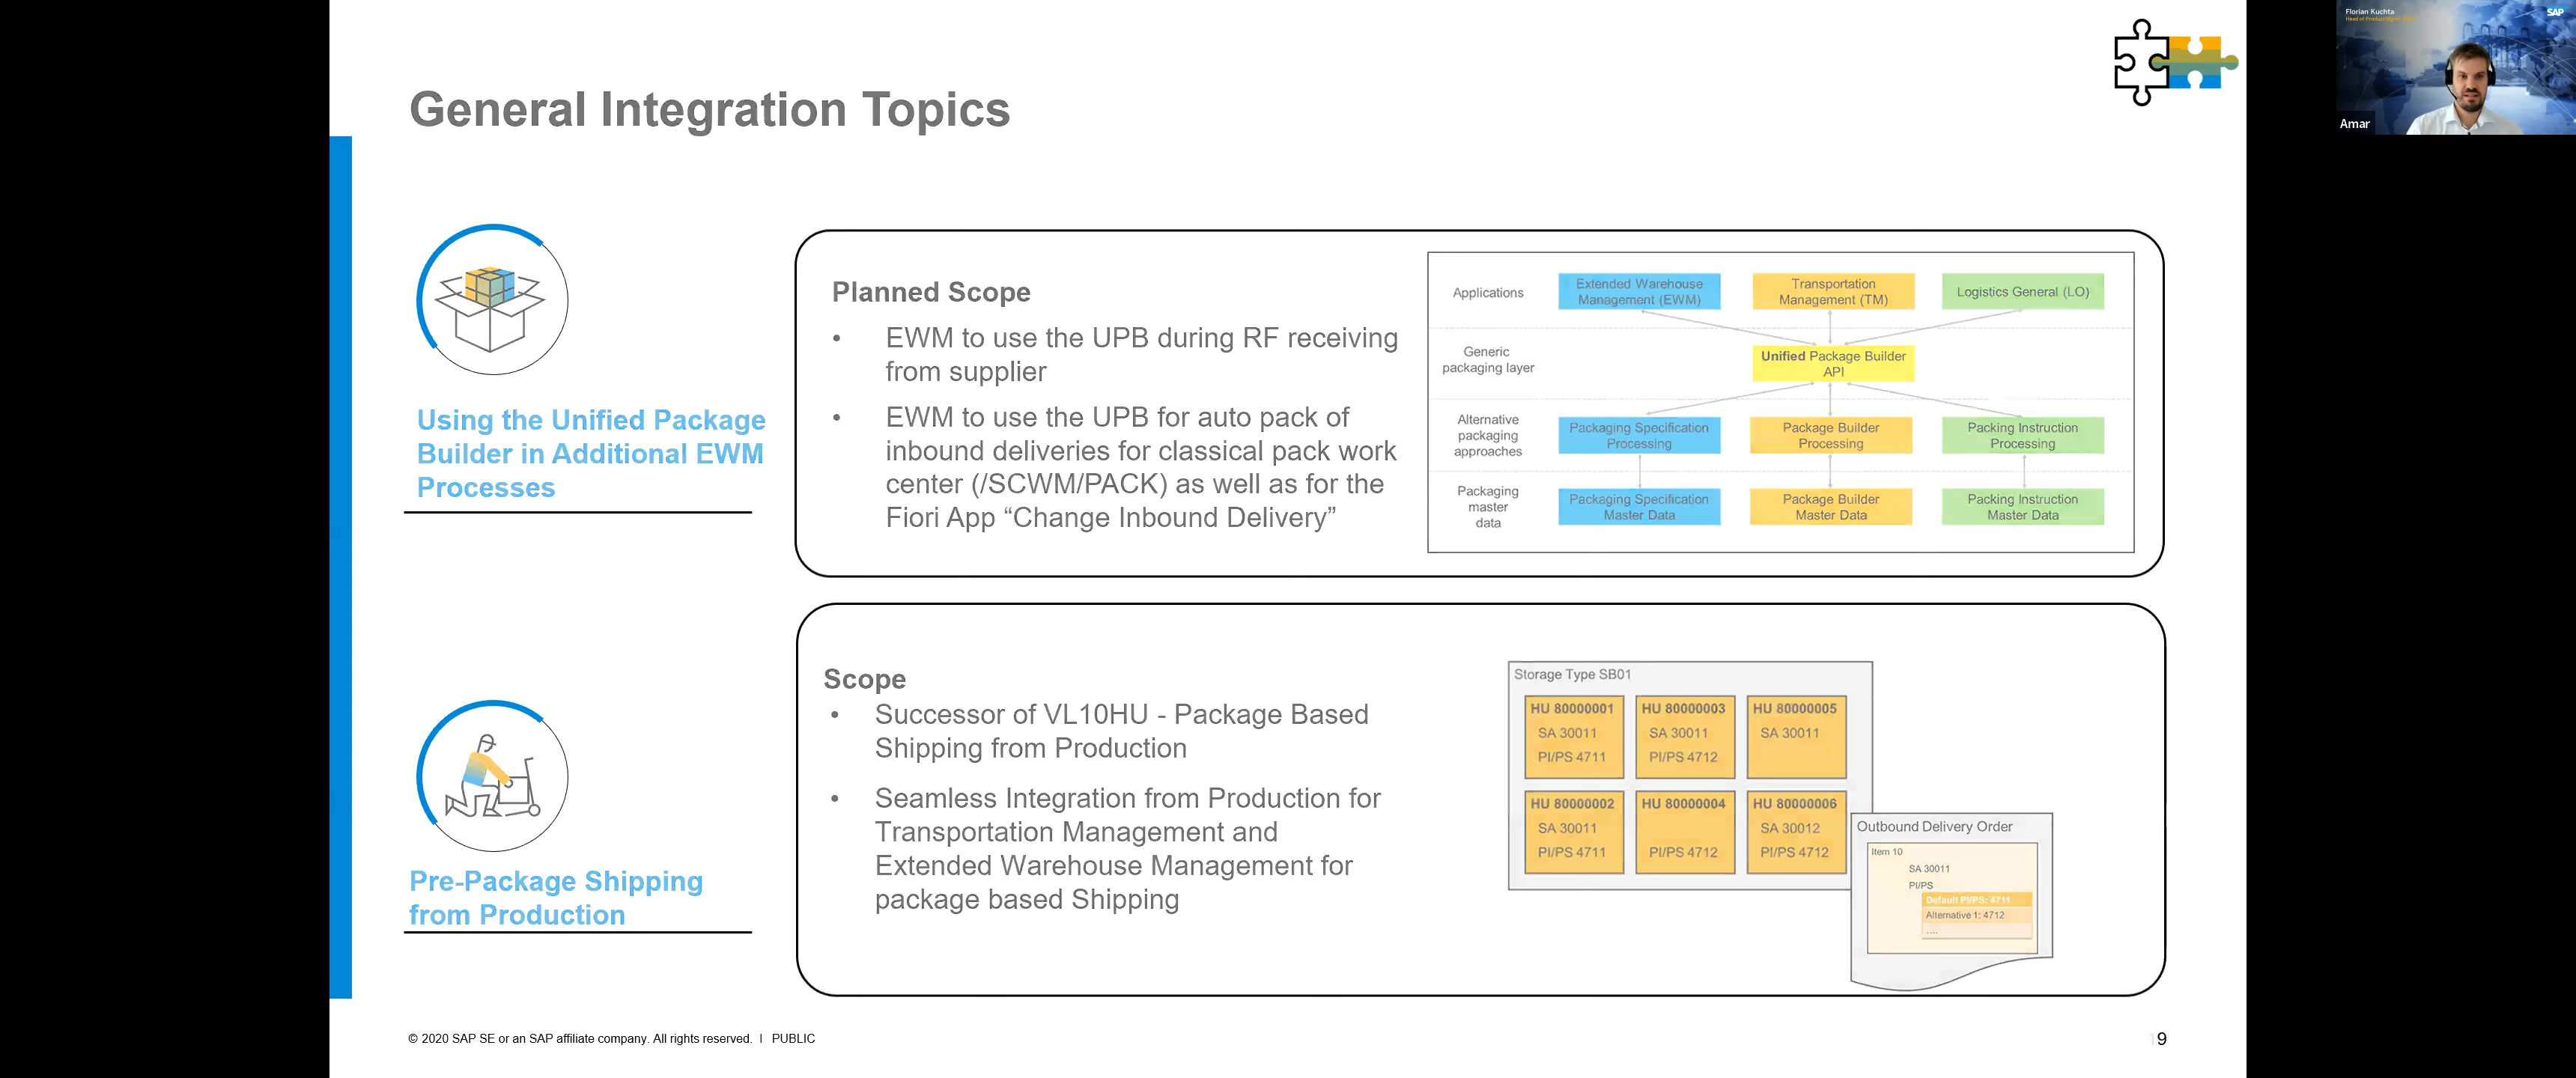 Florian Kuchta
SAP
Amar
General Integration Topics
Using the Unified Package
Builder in Additional EWM
Processes
Planned Scope
• EWM to use the UPB during RF receiving
from supplier
• EWM to use the UPB for auto pack of
inbound deliveries for classical pack work
center (/SCWM/PACK) as well as for the
Fiori App “Change Inbound Delivery”
Applications
Extended Warehouse
Management (EWM)
Transportation
Management (TM)
Logistics General (LO)
Generic
packaging layer
Unified Package Builder
API
Alternative
packaging
approaches
Packaging Specification
Processing
Package Builder
Processing
Packing Instruction
Processing
Packaging
master
data
Packaging Specification
Master Data
Package Builder
Master Data
Packing Instruction
Master Data
Pre-Package Shipping
from Production
Scope
• Successor of VL10HU - Package Based
Shipping from Production
• Seamless Integration from Production for
Transportation Management and
Extended Warehouse Management for
package based Shipping
Storage Type SB01
HU 80000001
SA 30011
PI/PS 4711
HU 80000003
SA 30011
PI/PS 4712
HU 80000005
SA 30011
HU 80000002
SA 30011
PI/PS 4711
HU 80000004
PI/PS 4712
HU 80000006
SA 30012
PI/PS 4712
Outbound Delivery Order
Item 10
SA 30011
PI/PS
Default PI/PS: 4711
Alternative 1: 4712
....
© 2020 SAP SE or an SAP affiliate company. All rights reserved. I PUBLIC
19